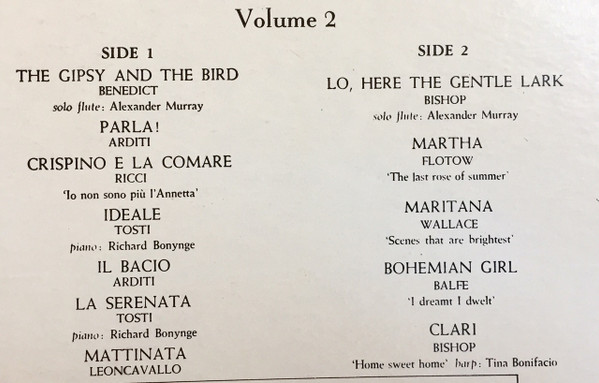 Volume 2
SIDE 1
THE GIPSY AND THE BIRD
BENEDICT
solo flute: Alexander Murray
PARLA!
ARDITI
CRISPINO E LA COMARE
RICCI
'Io non sono più l'Annetta'
IDEALE
TOSTI
piano: Richard Bonynge
IL BACIO
ARDITI
LA SERENATA
TOSTI
piano: Richard Bonynge
MATTINATA
LEONCAVALLO
SIDE 2
LO, HERE THE GENTLE LARK
BISHOP
solo flute: Alexander Murray
MARTHA
FLOTOW
'The last rose of summer'
MARITANA
WALLACE
'Scenes that are brightest'
BOHEMIAN GIRL
BALFE
'I dreamt I dwelt'
CLARI
BISHOP
'Home sweet home' harp: Tina Bonifacio